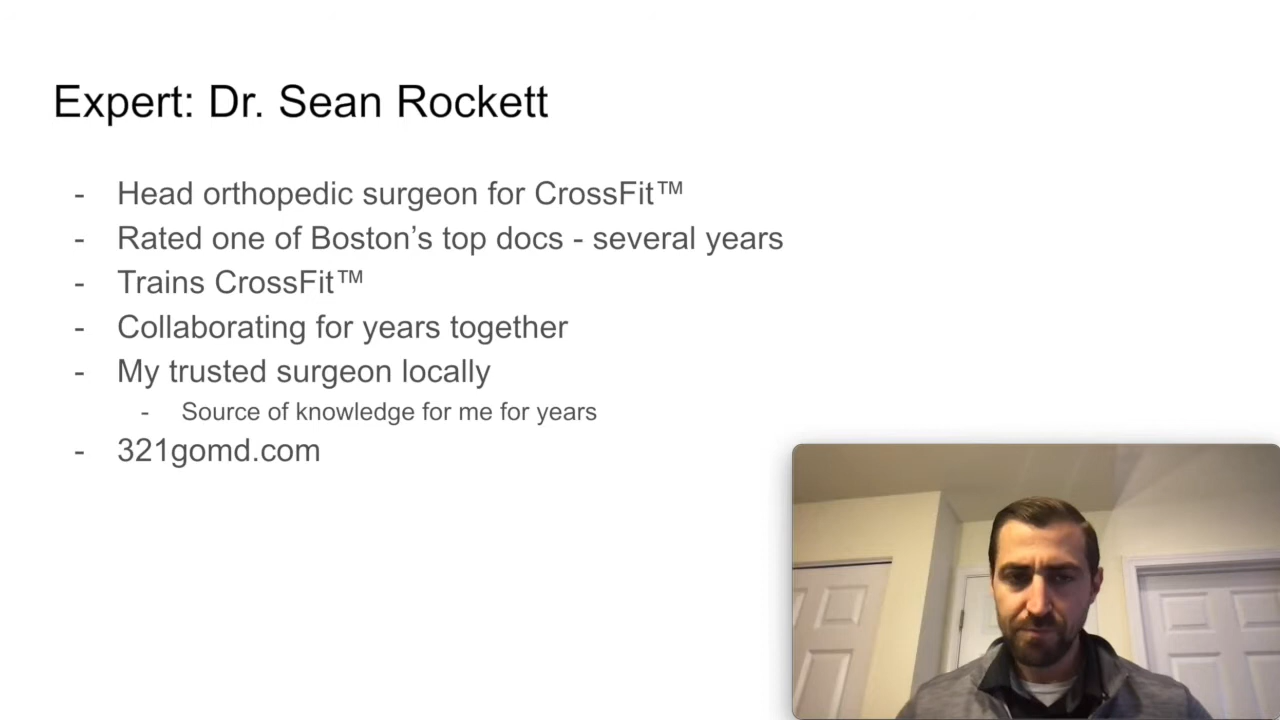 Expert: Dr. Sean Rockett
- Head orthopedic surgeon for CrossFit™
- Rated one of Boston’s top docs - several years
- Trains CrossFit™
- Collaborating for years together
- My trusted surgeon locally
- Source of knowledge for me for years
- 321gomd.com